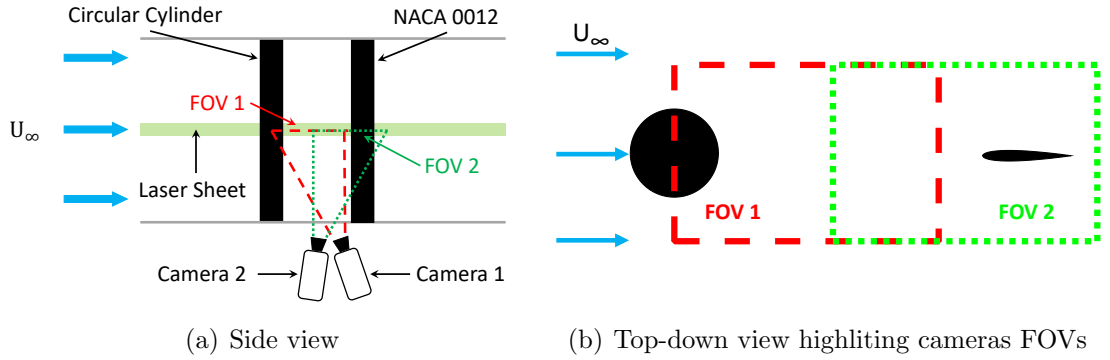 Circular Cylinder
NACA 0012
U∞
FOV 1
FOV 2
Laser Sheet
Camera 2
Camera 1
(a) Side view
U∞
FOV 1
FOV 2
(b) Top-down view highliting cameras FOVs